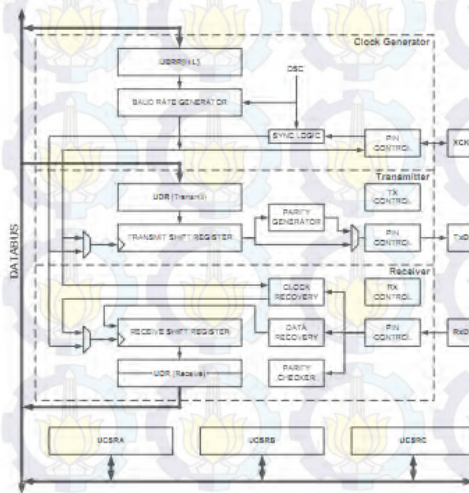 Clock Generator
UBRR[H:L]
OSC
BAUD RATE GENERATOR
SYNC LOGIC
PIN CONTROL
XCK
Transmitter
UDR (Transmit)
TX CONTROL
PARITY GENERATOR
TRANSMIT SHIFT REGISTER
PIN CONTROL
TxD
DATABUS
Receiver
CLOCK RECOVERY
RX CONTROL
RECEIVE SHIFT REGISTER
DATA RECOVERY
PIN CONTROL
RxD
UDR (Receive)
PARITY CHECKER
UCSRA
UCSRB
UCSRC